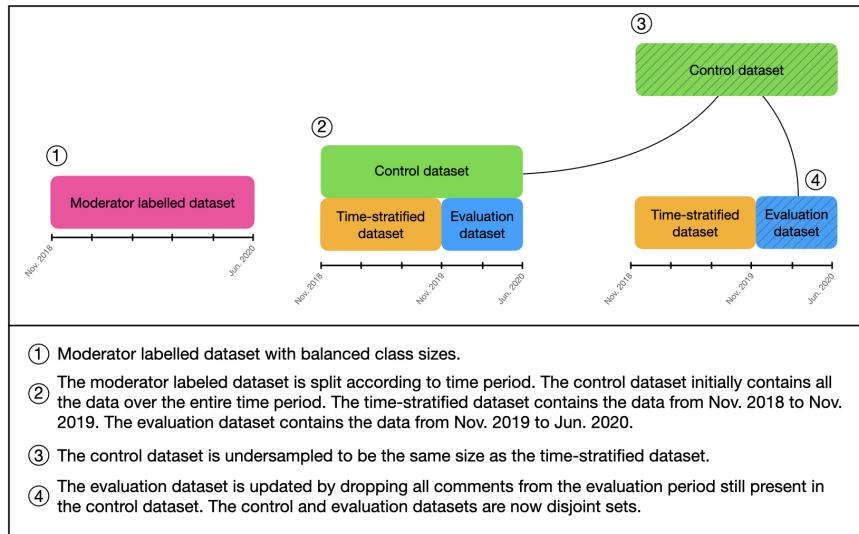 ③
Control dataset
②
①
Control dataset
④
Moderator labelled dataset
Time-stratified
dataset
Evaluation
dataset
Time-stratified
dataset
Evaluation
dataset
Nov. 2018
Jun. 2020
Nov. 2018
Nov. 2019
Jun. 2020
Nov. 2018
Nov. 2019
Jun. 2020
① Moderator labelled dataset with balanced class sizes.
② The moderator labeled dataset is split according to time period. The control dataset initially contains all
the data over the entire time period. The time-stratified dataset contains the data from Nov. 2018 to Nov.
2019. The evaluation dataset contains the data from Nov. 2019 to Jun. 2020.
③ The control dataset is undersampled to be the same size as the time-stratified dataset.
④ The evaluation dataset is updated by dropping all comments from the evaluation period still present in
the control dataset. The control and evaluation datasets are now disjoint sets.